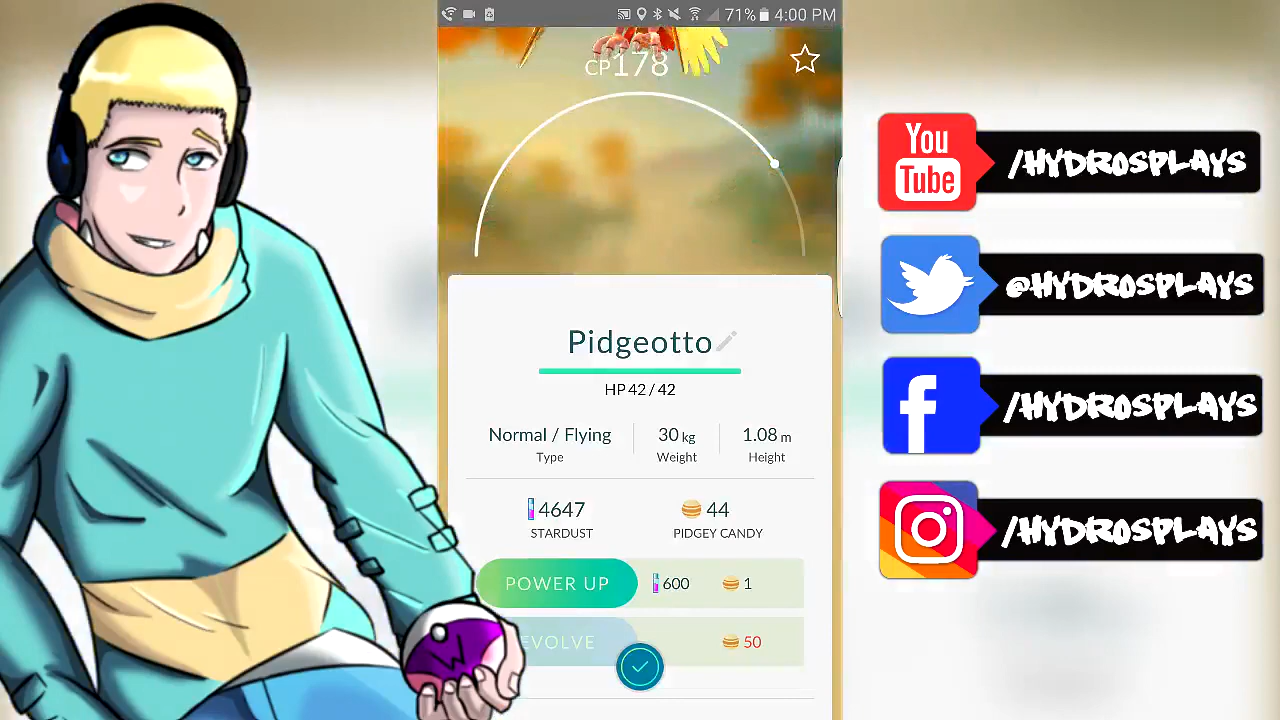 71% 4:00 PM
CP178
Pidgeotto
HP 42 / 42
Normal / Flying
Type
30 kg
Weight
1.08 m
Height
4647
STARDUST
44
PIDGEY CANDY
POWER UP 600 1
EVOLVE 50
You
Tube
/HYDROSPLAYS
@HYDROSPLAYS
f
/HYDROSPLAYS
/HYDROSPLAYS